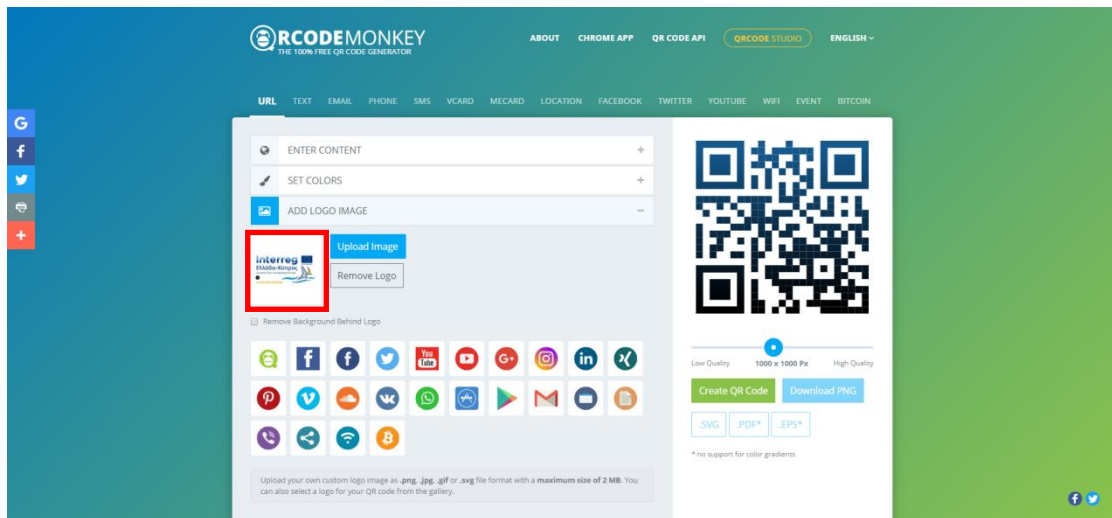 QRCODEMONKEY
THE 100% FREE QR CODE GENERATOR
ABOUT CHROME APP QR CODE API QRCODE STUDIO ENGLISH
URL TEXT EMAIL PHONE SMS VCARD MECARD LOCATION FACEBOOK TWITTER YOUTUBE WIFI EVENT BITCOIN
ENTER CONTENT
SET COLORS
ADD LOGO IMAGE
Upload Image
interreg
Ελλάδα-Κύπρος
Remove Logo
Remove Background Behind Logo
You
Tube
G+
in
Low Quality 1000 x 1000 Px High Quality
Create QR Code Download PNG
.SVG .PDF* .EPS*
* no support for color gradients
Upload your own custom logo image as .png, .jpg, .gif or .svg file format with a maximum size of 2 MB. You
can also select a logo for your QR code from the gallery.